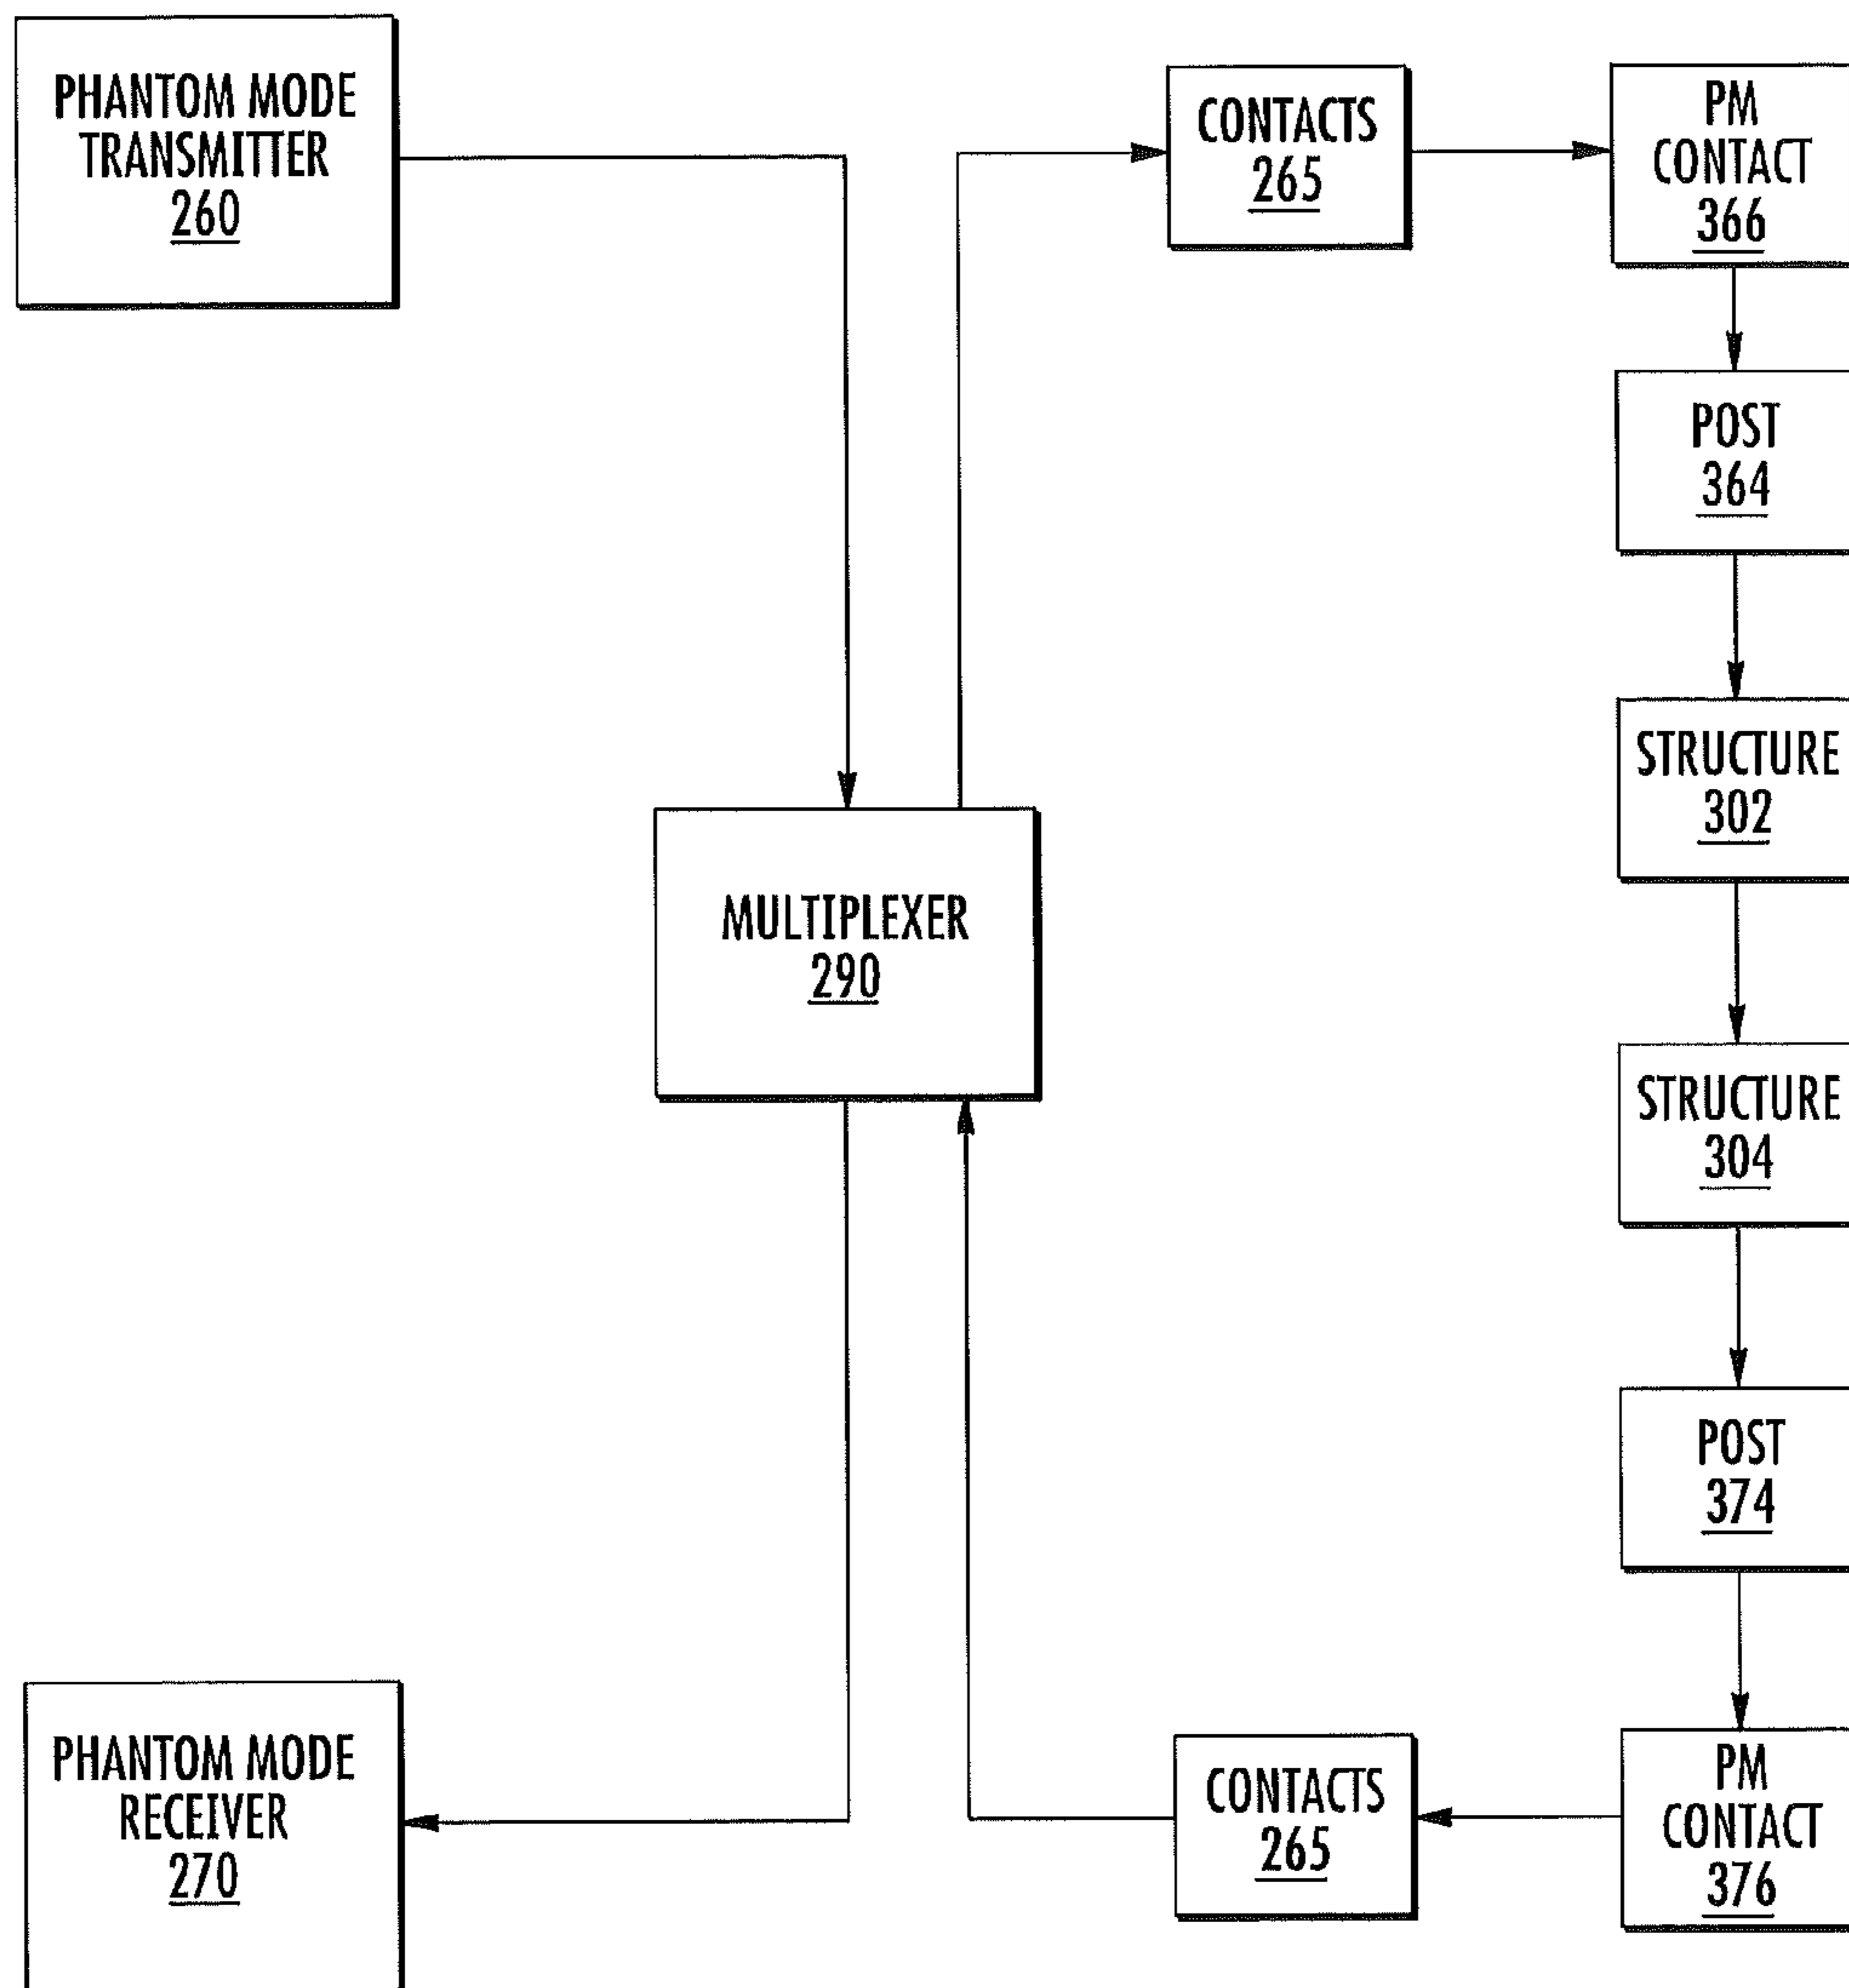 PHANTOM MODE
TRANSMITTER
260
CONTACTS
265
PM
CONTACT
366
POST
364
STRUCTURE
302
MULTIPLEXER
290
STRUCTURE
304
POST
374
PHANTOM MODE
RECEIVER
270
CONTACTS
265
PM
CONTACT
376